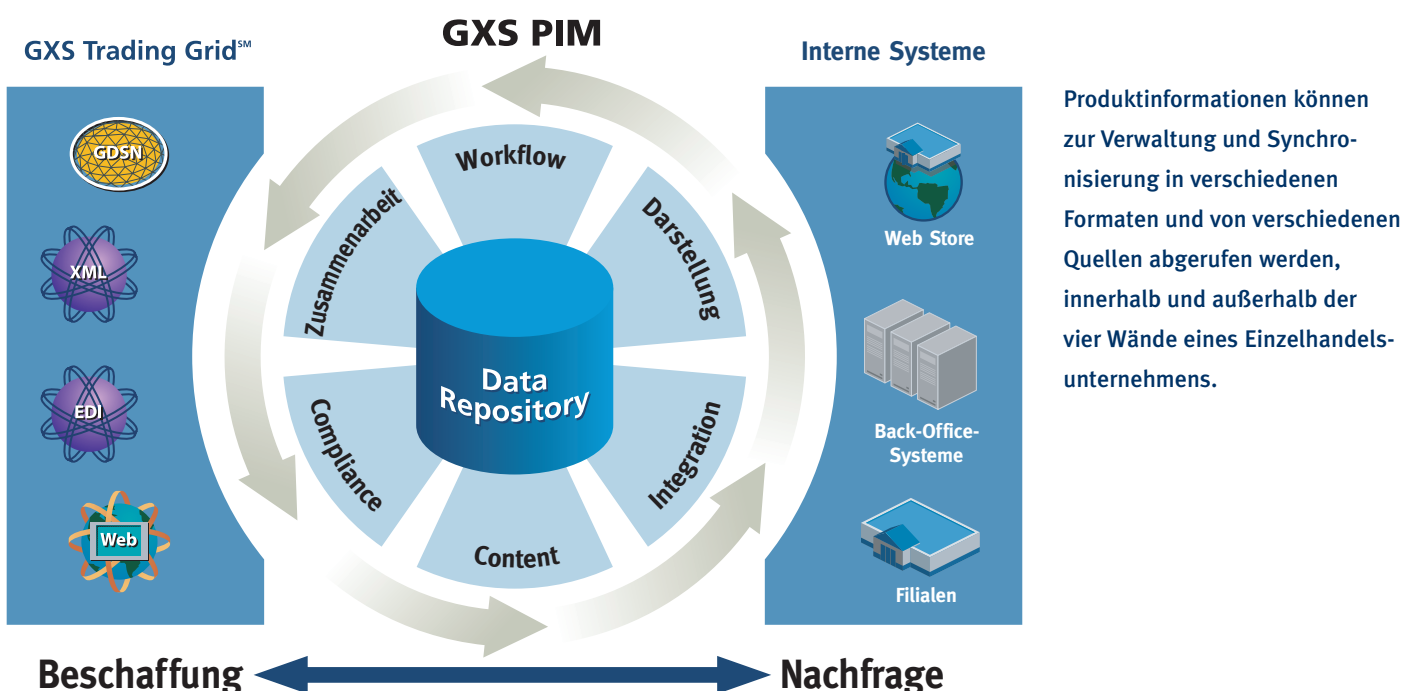 GXS PIM
GXS Trading Grid℠
GDSN
XML
EDI
Web
Workflow
Darstellung
Integration
Content
Compliance
Zusammenarbeit
Data
Repository
Interne Systeme
Web Store
Back-Office-
Systeme
Filialen
Produktinformationen können
zur Verwaltung und Synchro-
nisierung in verschiedenen
Formaten und von verschiedenen
Quellen abgerufen werden,
innerhalb und außerhalb der
vier Wände eines Einzelhandels-
unternehmens.
Beschaffung
Nachfrage